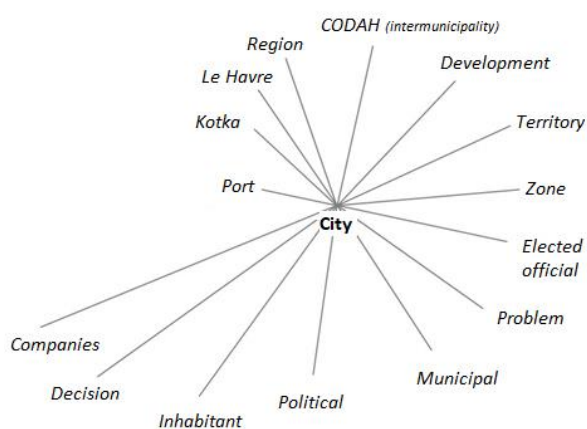 CODAH (intermunicipality)
Region
Development
Le Havre
Kotka
Territory
Port
Zone
City
Elected
official
Problem
Companies
Municipal
Decision
Political
Inhabitant